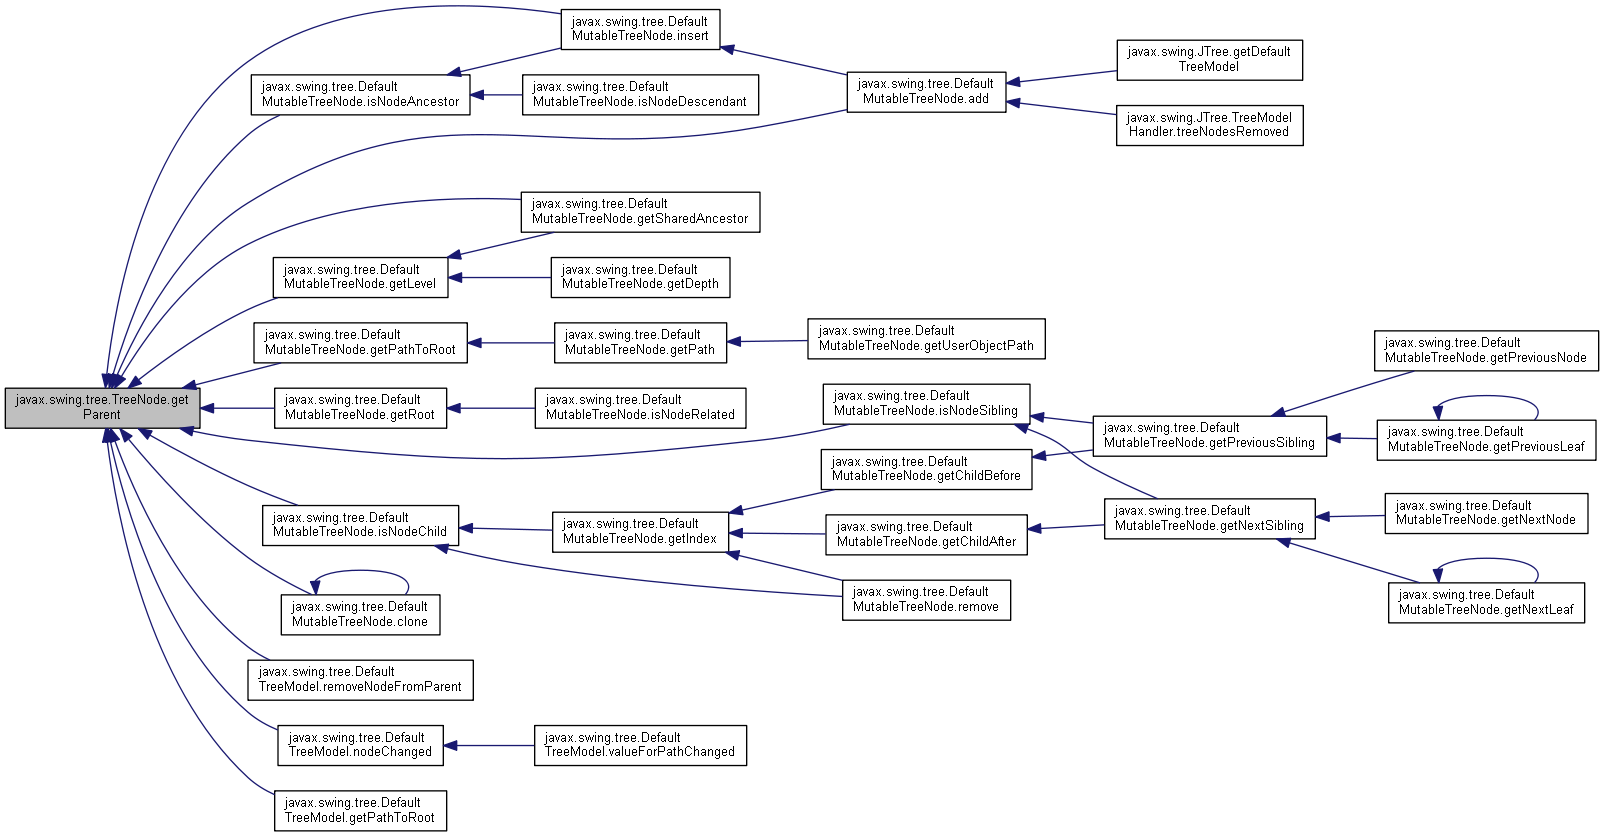 javax.swing.tree.Default
MutableTreeNode.insert
javax.swing.JTree.getDefault
TreeModel
javax.swing.tree.Default
MutableTreeNode.isNodeAncestor
javax.swing.tree.Default
MutableTreeNode.isNodeDescendant
javax.swing.tree.Default
MutableTreeNode.add
javax.swing.JTree.TreeModel
Handler.treeNodesRemoved
javax.swing.tree.Default
MutableTreeNode.getSharedAncestor
javax.swing.tree.Default
MutableTreeNode.getLevel
javax.swing.tree.Default
MutableTreeNode.getDepth
javax.swing.tree.Default
MutableTreeNode.getPathToRoot
javax.swing.tree.Default
MutableTreeNode.getPath
javax.swing.tree.Default
MutableTreeNode.getUserObjectPath
javax.swing.tree.Default
MutableTreeNode.getPreviousNode
javax.swing.tree.TreeNode.get
Parent
javax.swing.tree.Default
MutableTreeNode.getRoot
javax.swing.tree.Default
MutableTreeNode.isNodeRelated
javax.swing.tree.Default
MutableTreeNode.isNodeSibling
javax.swing.tree.Default
MutableTreeNode.getPreviousSibling
javax.swing.tree.Default
MutableTreeNode.getPreviousLeaf
javax.swing.tree.Default
MutableTreeNode.getChildBefore
javax.swing.tree.Default
MutableTreeNode.isNodeChild
javax.swing.tree.Default
MutableTreeNode.getIndex
javax.swing.tree.Default
MutableTreeNode.getChildAfter
javax.swing.tree.Default
MutableTreeNode.getNextSibling
javax.swing.tree.Default
MutableTreeNode.getNextNode
javax.swing.tree.Default
MutableTreeNode.clone
javax.swing.tree.Default
MutableTreeNode.remove
javax.swing.tree.Default
MutableTreeNode.getNextLeaf
javax.swing.tree.Default
TreeModel.removeNodeFromParent
javax.swing.tree.Default
TreeModel.nodeChanged
javax.swing.tree.Default
TreeModel.valueForPathChanged
javax.swing.tree.Default
TreeModel.getPathToRoot